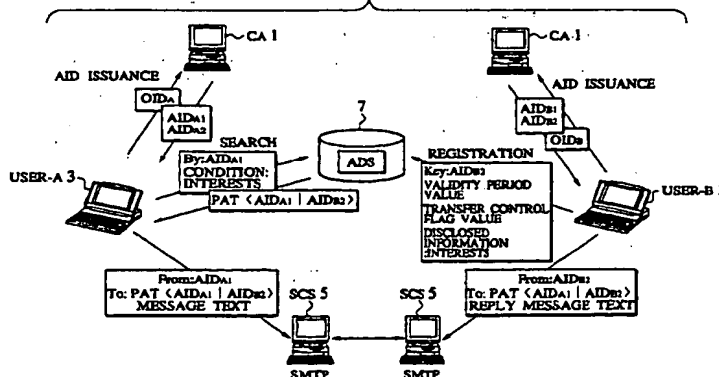 CA 1
CA 1
AID ISSUANCE
AID ISSUANCE
OIDA
AIDA1
AIDA2
AIDB1
AIDB2
OIDB
7
ADS
SEARCH
By:AIDA1
CONDITION:
INTERESTS
PAT <AIDA1 | AIDB2>
REGISTRATION
Key:AIDB2
VALIDITY PERIOD
VALUE
TRANSFER CONTROL
FLAG VALUE
DISCLOSED
INFORMATION
:INTERESTS
USER-A 3
USER-B
From:AIDA1
To: PAT <AIDA1 | AIDB2>
MESSAGE TEXT
From:AIDB2
To: PAT <AIDA1 | AIDB2>
REPLY MESSAGE TEXT
SCS 5
SCS 5
SMTP
SMTP